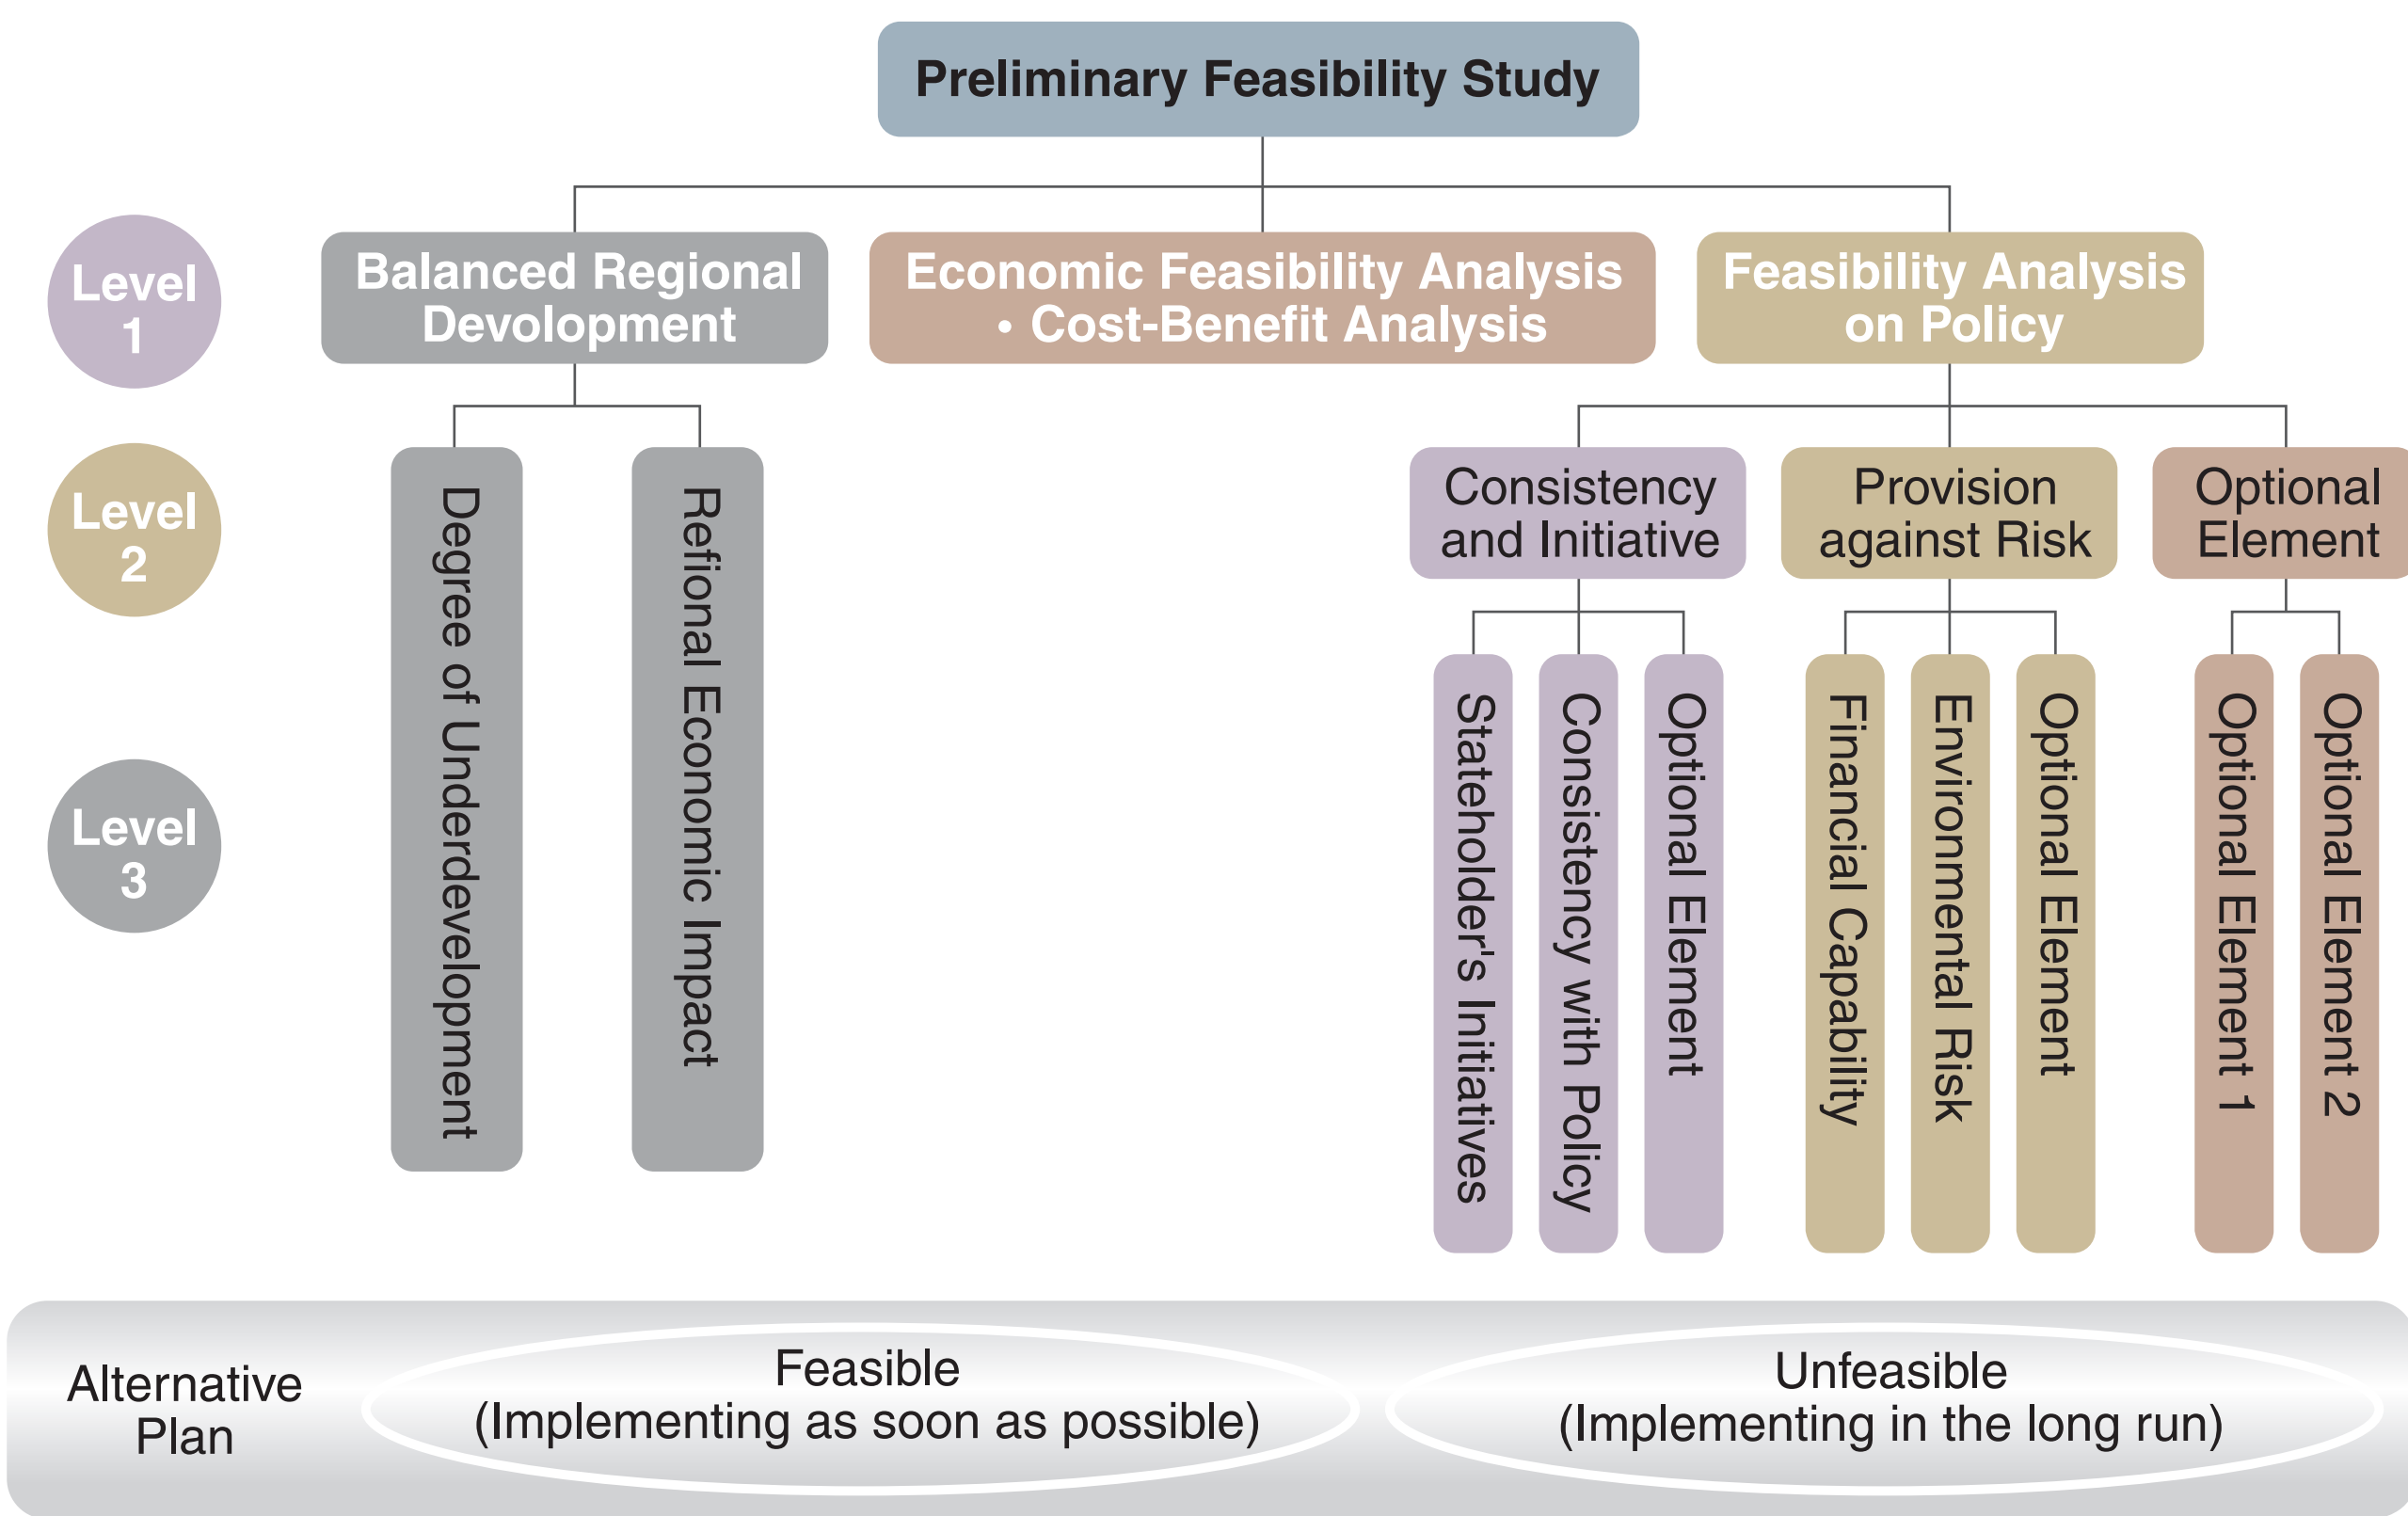 Preliminary Feasibility Study
Level
1
Balanced Regional
Devolopment
Economic Feasibility Analysis
• Cost-Benefit Analysis
Feasibility Analysis
on Policy
Level
2
Consistency
and Initiative
Provision
against Risk
Optional
Element
Level
3
Degree of Underdevelopment
Refional Economic Impact
Stateholder's Initiatives
Consistency with Policy
Optional Element
Financial Capability
Environmental Risk
Optional Element
Optional Element 1
Optional Element 2
Alternative
Plan
Feasible
(Implementing as soon as possible)
Unfeasible
(Implementing in the long run)